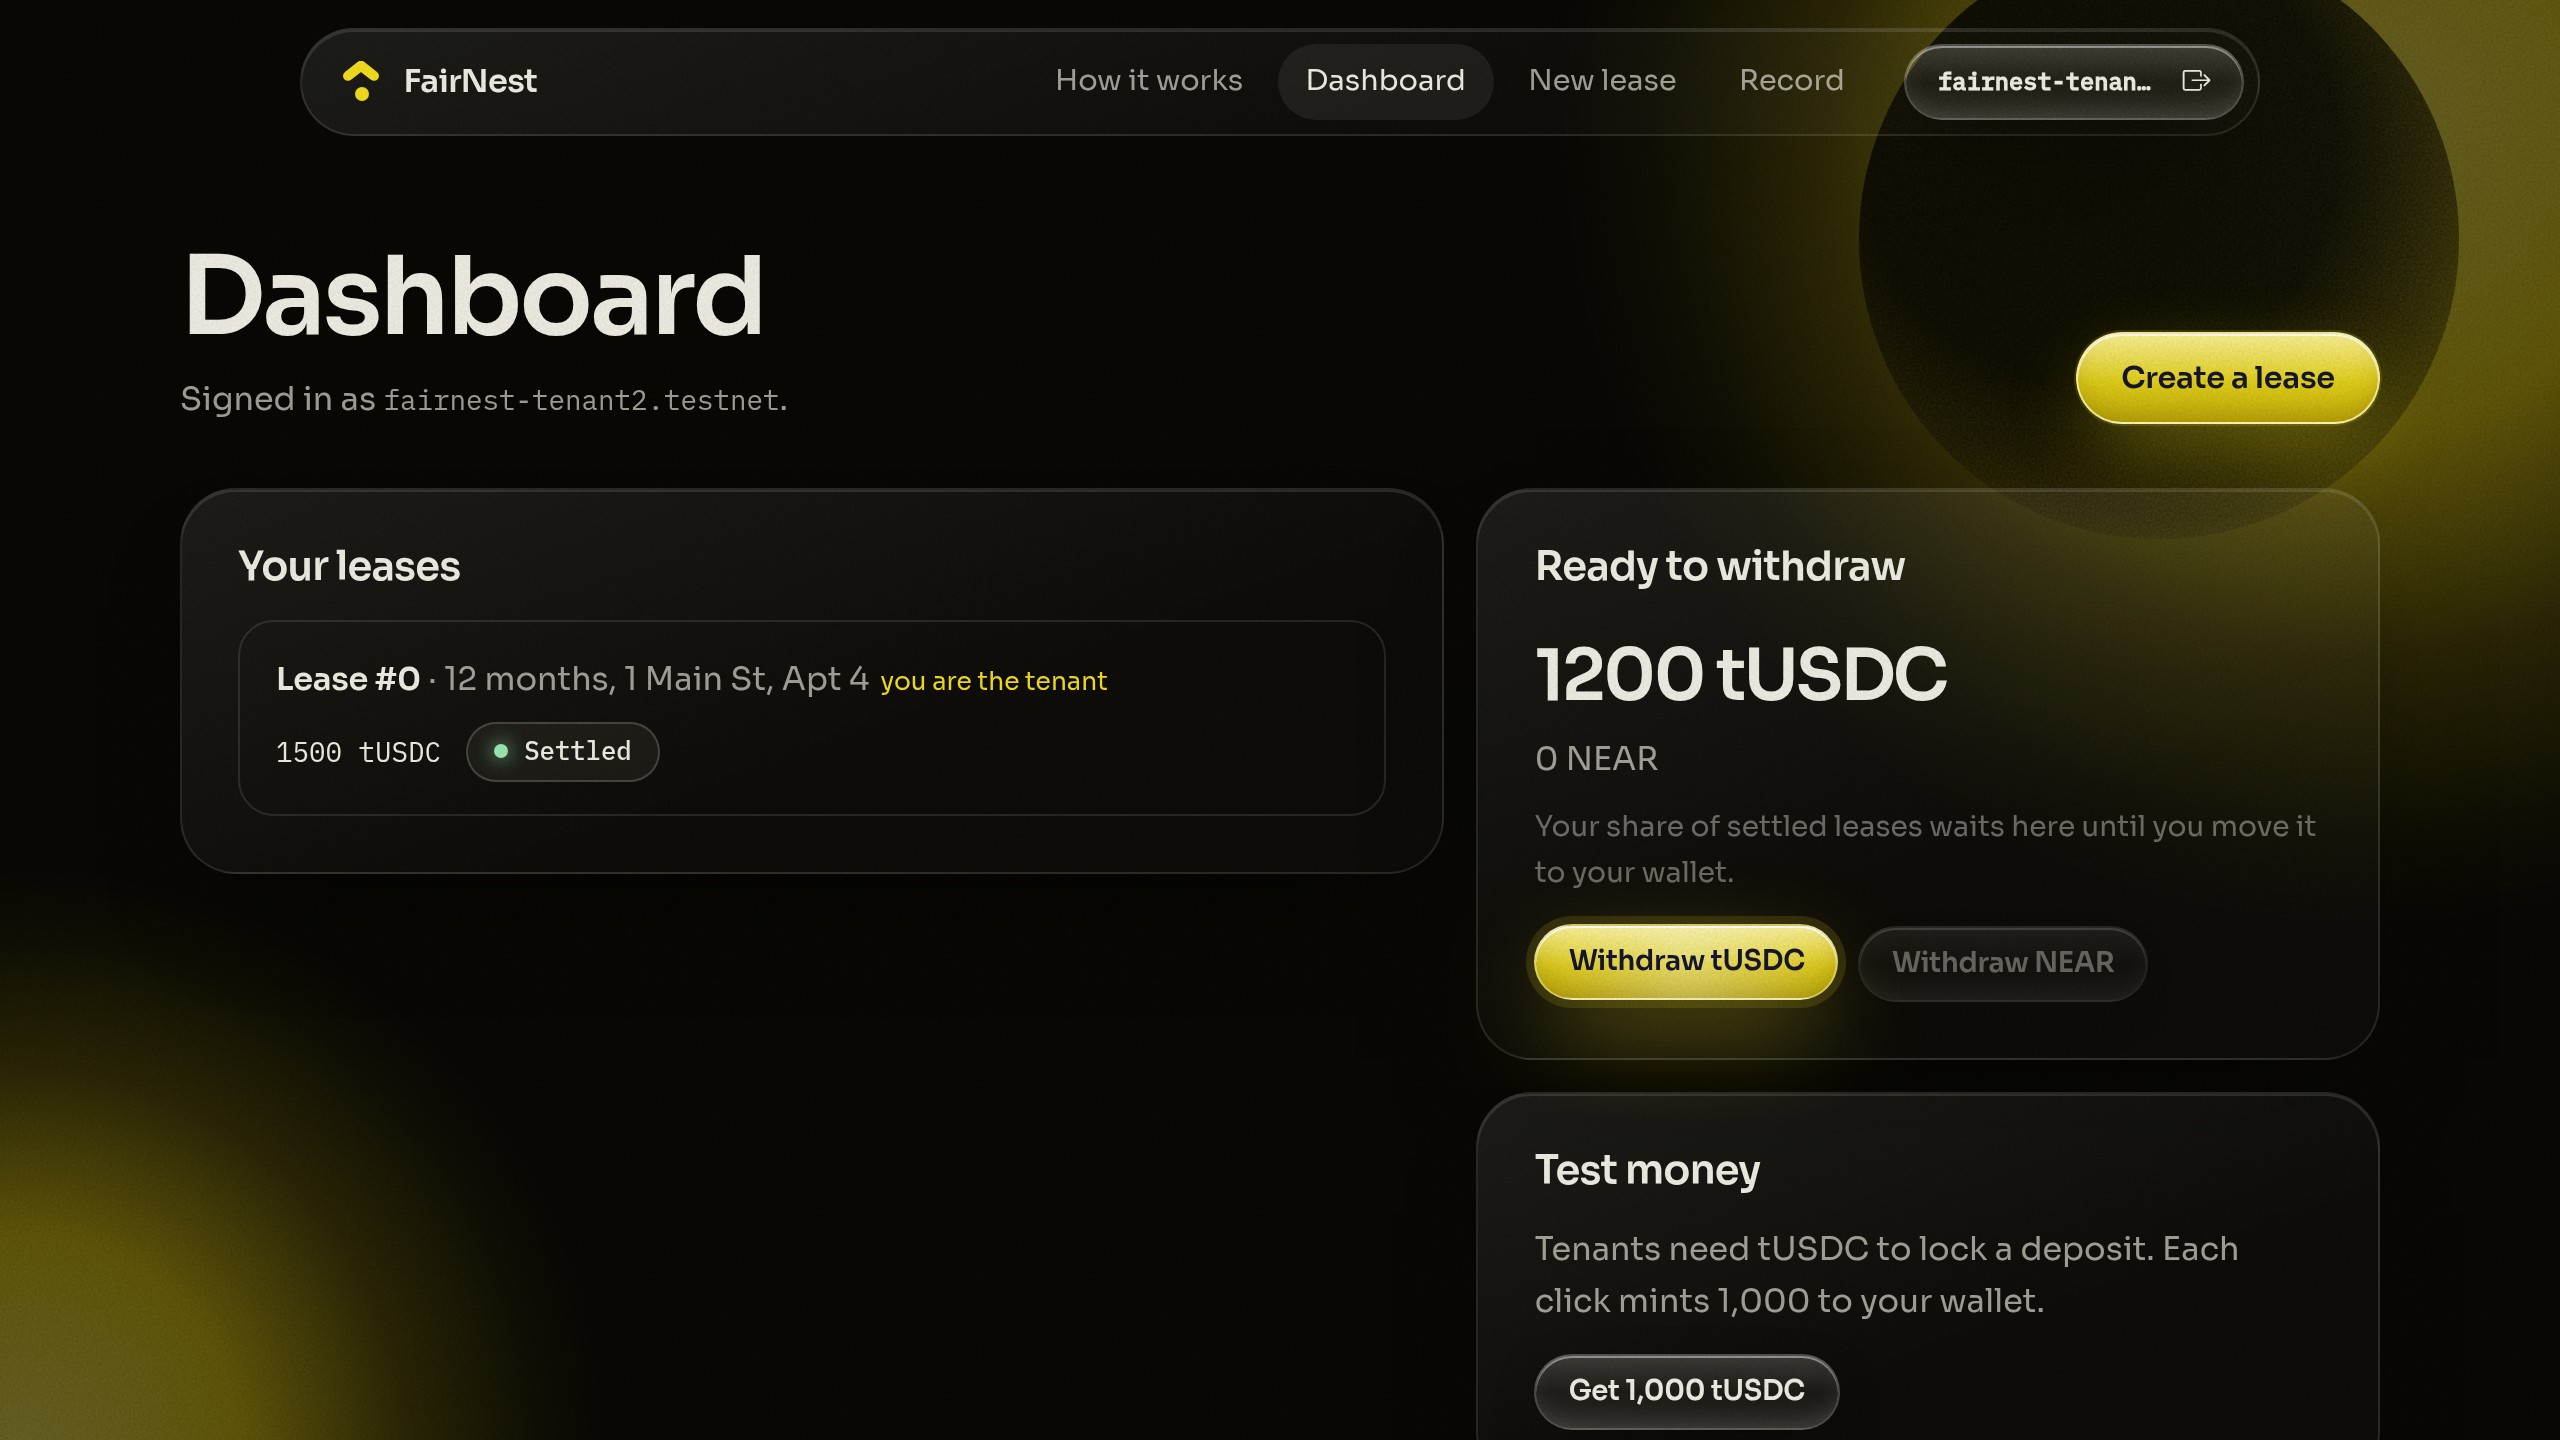 FairNest
How it works
Dashboard
New lease
Record
fairnest-tenan…
Dashboard
Signed in as fairnest-tenant2.testnet.
Create a lease
Your leases
Lease #0 · 12 months, 1 Main St, Apt 4 you are the tenant
1500 tUSDC
Settled
Ready to withdraw
1200 tUSDC
0 NEAR
Your share of settled leases waits here until you move it
to your wallet.
Withdraw tUSDC
Withdraw NEAR
Test money
Tenants need tUSDC to lock a deposit. Each
click mints 1,000 to your wallet.
Get 1,000 tUSDC